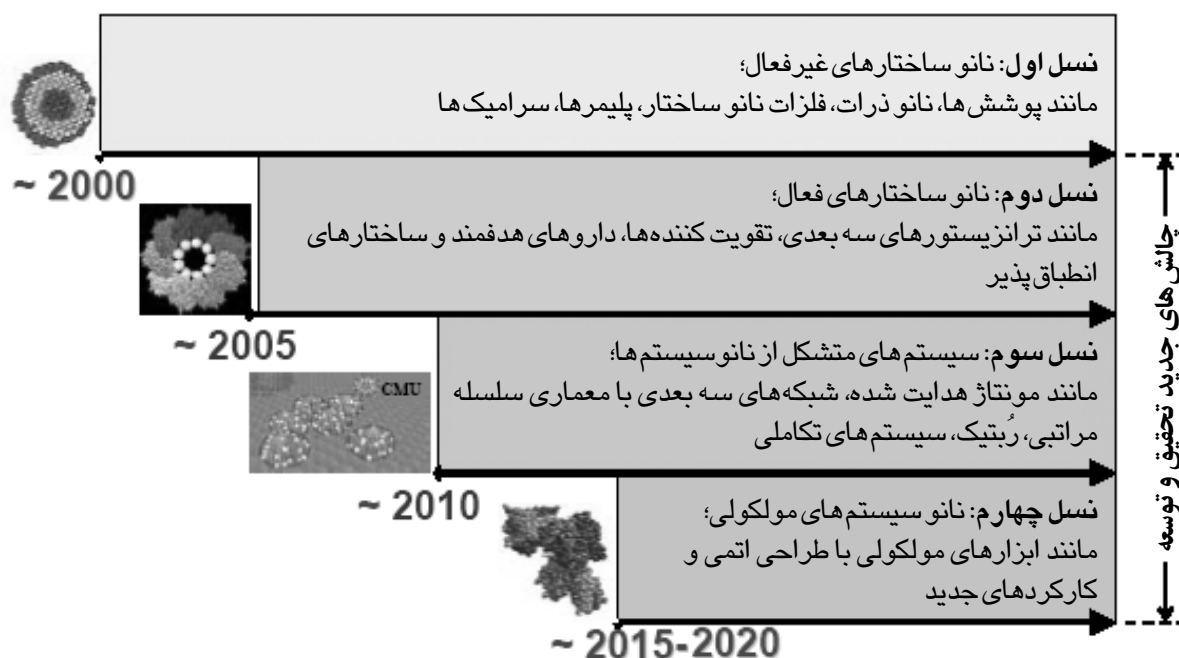 نسل اول: نانو ساختارهای غیرفعال؛
مانند پوشش‌ها، نانو ذرات، فلزات نانو ساختار، پلیمرها، سرامیک‌ها
~ 2000
نسل دوم: نانو ساختارهای فعال؛
مانند ترانزیستورهای سه بعدی، تقویت کننده‌ها، داروهای هدفمند و ساختارهای
انطباق‌پذیر
~ 2005
نسل سوم: سیستم‌های متشکل از نانوسیستم‌ها؛
مانند مونتاژ هدایت شده، شبکه‌های سه بعدی با معماری سلسله
مراتبی، رُبتیک، سیستم‌های تکاملی
CMU
~ 2010
نسل چهارم: نانو سیستم‌های مولکولی؛
مانند ابزارهای مولکولی با طراحی اتمی و
کارکردهای جدید
~ 2015-2020
چالش‌های جدید تحقیق و توسعه